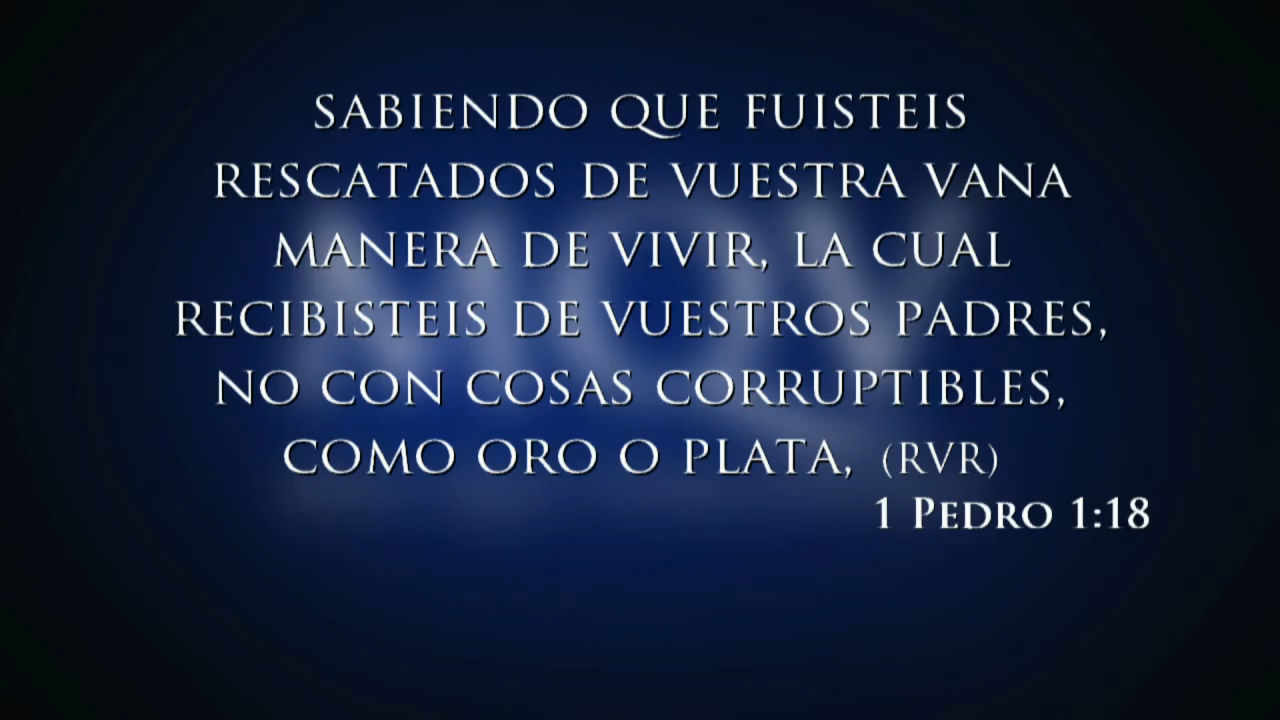 SABIENDO QUE FUISTEIS
RESCATADOS DE VUESTRA VANA
MANERA DE VIVIR, LA CUAL
RECIBISTEIS DE VUESTROS PADRES,
NO CON COSAS CORRUPTIBLES,
COMO ORO O PLATA, (RVR)
1 PEDRO 1:18